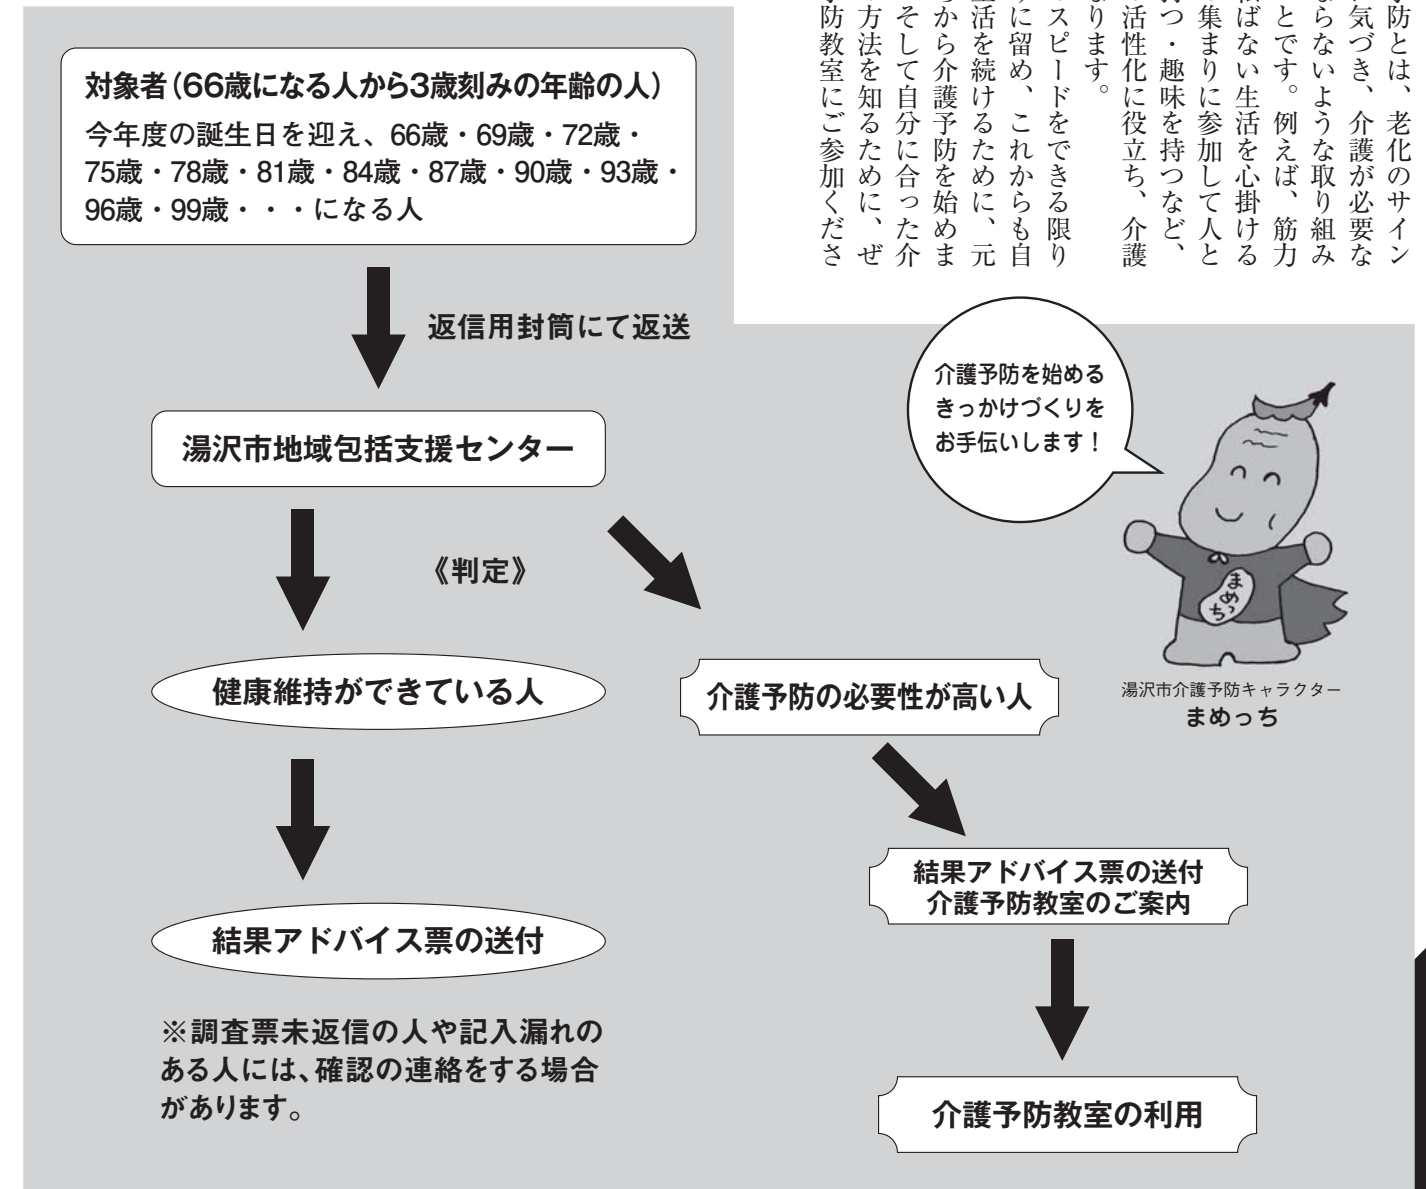 防とは、老化のサイン
気づき、介護が必要な
らないような取り組み
とです。例えば、筋力
ばない生活を心掛ける
集まりに参加して人と
つ・趣味を持つなど、
活性化に役立ち、介護
ります。
スピードをできる限り
に留め、これからも自
活を続けるために、元
から介護予防を始めま
そして自分に合った介
方法を知るために、ぜ
防教室にご参加くださ
対象者(66歳になる人から3歳刻みの年齢の人)
今年度の誕生日を迎え、66歳・69歳・72歳・
75歳・78歳・81歳・84歳・87歳・90歳・93歳・
96歳・99歳・・・になる人
返信用封筒にて返送
湯沢市地域包括支援センター
《判定》
健康維持ができている人
介護予防の必要性が高い人
結果アドバイス票の送付
結果アドバイス票の送付
介護予防教室のご案内
介護予防教室の利用
※調査票未返信の人や記入漏れの
ある人には、確認の連絡をする場合
があります。
介護予防を始める
きっかけづくりを
お手伝いします！
まめっち
湯沢市介護予防キャラクター
まめっち